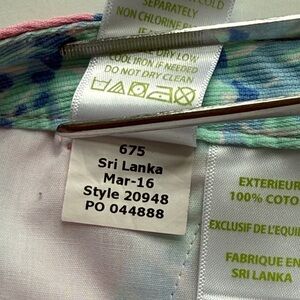 SEPARATELY
NON CHLORINE B
DRY LOW
COOL IRON IF NEEDED
DO NOT DRY CLEAN
675
Sri Lanka
Mar-16
Style 20948
PO 044888
EXTERIEUR
100% COTO
EXCLUSIF DE L'EQUI
FABRIQUE EN
SRI LANKA